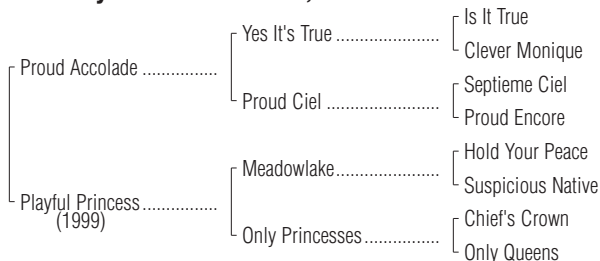 Is It True
Yes It's True ..................
Clever Monique
Proud Accolade ...............
Septieme Ciel
Proud Ciel ......................
Proud Encore
Hold Your Peace
Meadowlake....................
Suspicious Native
Playful Princess...............
(1999)
Chief's Crown
Only Princesses...............
Only Queens